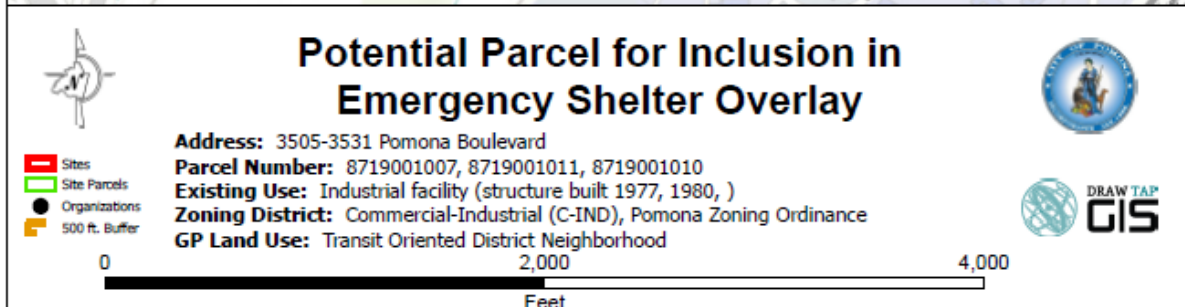 Potential Parcel for Inclusion in
Emergency Shelter Overlay
N
CITY OF POMONA
Address: 3505-3531 Pomona Boulevard
Parcel Number: 8719001007, 8719001011, 8719001010
Existing Use: Industrial facility (structure built 1977, 1980, )
Zoning District: Commercial-Industrial (C-IND), Pomona Zoning Ordinance
GP Land Use: Transit Oriented District Neighborhood
Sites
Site Parcels
Organizations
500 ft. Buffer
DRAW TAP
GIS
0 2,000 4,000
Feet